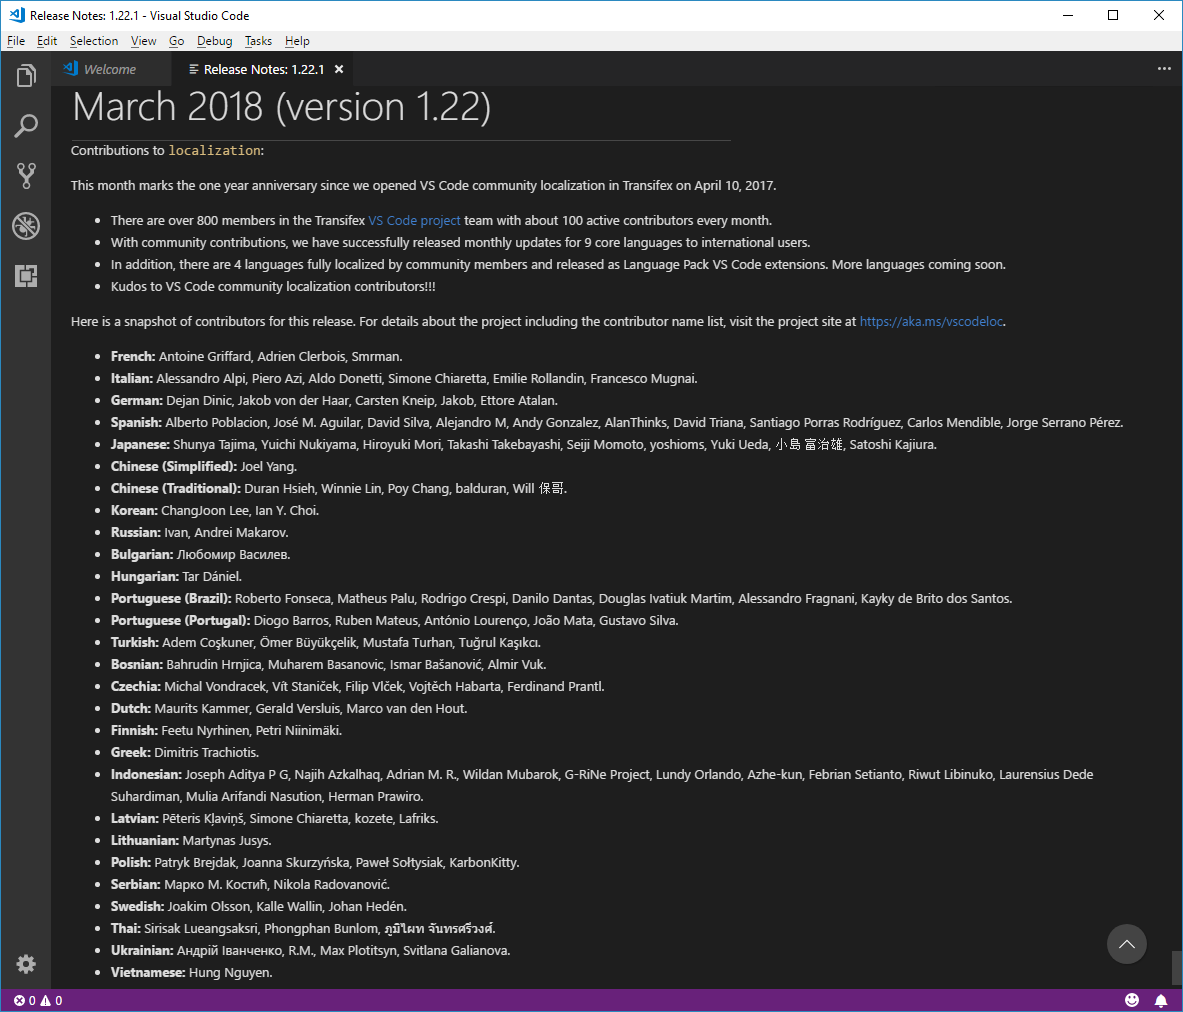 Release Notes: 1.22.1 - Visual Studio Code
File Edit Selection View Go Debug Tasks Help
Welcome Release Notes: 1.22.1
March 2018 (version 1.22)
Contributions to localization:
This month marks the one year anniversary since we opened VS Code community localization in Transifex on April 10, 2017.
• There are over 800 members in the Transifex VS Code project team with about 100 active contributors every month.
• With community contributions, we have successfully released monthly updates for 9 core languages to international users.
• In addition, there are 4 languages fully localized by community members and released as Language Pack VS Code extensions. More languages coming soon.
• Kudos to VS Code community localization contributors!!!
Here is a snapshot of contributors for this release. For details about the project including the contributor name list, visit the project site at https://aka.ms/vscodeloc.
• French: Antoine Griffard, Adrien Clerbois, Smrman.
• Italian: Alessandro Alpi, Piero Azi, Aldo Donetti, Simone Chiaretta, Emilie Rollandin, Francesco Mugnai.
• German: Dejan Dinic, Jakob von der Haar, Carsten Kneip, Jakob, Ettore Atalan.
• Spanish: Alberto Poblacion, José M. Aguilar, David Silva, Alejandro M, Andy Gonzalez, AlanThinks, David Triana, Santiago Porras Rodríguez, Carlos Mendible, Jorge Serrano Pérez.
• Japanese: Shunya Tajima, Yuichi Nukiyama, Hiroyuki Mori, Takashi Takebayashi, Seiji Momoto, yoshioms, Yuki Ueda, 小島 富治雄, Satoshi Kajiura.
• Chinese (Simplified): Joel Yang.
• Chinese (Traditional): Duran Hsieh, Winnie Lin, Poy Chang, balduran, Will 保哥.
• Korean: ChangJoon Lee, Ian Y. Choi.
• Russian: Ivan, Andrei Makarov.
• Bulgarian: Любомир Василев.
• Hungarian: Tar Dániel.
• Portuguese (Brazil): Roberto Fonseca, Matheus Palu, Rodrigo Crespi, Danilo Dantas, Douglas Ivatiuk Martim, Alessandro Fragnani, Kayky de Brito dos Santos.
• Portuguese (Portugal): Diogo Barros, Ruben Mateus, António Lourenço, João Mata, Gustavo Silva.
• Turkish: Adem Coşkuner, Ömer Büyükçelik, Mustafa Turhan, Tuğrul Kaşıkcı.
• Bosnian: Bahrudin Hrnjica, Muharem Basanovic, Ismar Bašanović, Almir Vuk.
• Czechia: Michal Vondracek, Vít Staniček, Filip Vlček, Vojtěch Habarta, Ferdinand Prantl.
• Dutch: Maurits Kammer, Gerald Versluis, Marco van den Hout.
• Finnish: Feetu Nyrhinen, Petri Niinimäki.
• Greek: Dimitris Trachiotis.
• Indonesian: Joseph Aditya P G, Najih Azkalhaq, Adrian M. R., Wildan Mubarok, G-RiNe Project, Lundy Orlando, Azhe-kun, Febrian Setianto, Riwut Libinuko, Laurensius Dede
Suhardiman, Mulia Arifandi Nasution, Herman Prawiro.
• Latvian: Pēteris Kļaviņš, Simone Chiaretta, kozete, Lafriks.
• Lithuanian: Martynas Jusys.
• Polish: Patryk Brejdak, Joanna Skurzyńska, Paweł Sołtysiak, KarbonKitty.
• Serbian: Марко М. Костић, Nikola Radovanović.
• Swedish: Joakim Olsson, Kalle Wallin, Johan Hedén.
• Thai: Sirisak Lueangsaksri, Phongphan Bunlom, ภูมิไผท จันทรศรีวงศ์.
• Ukrainian: Андрій Іванченко, R.M., Max Plotitsyn, Svitlana Galianova.
• Vietnamese: Hung Nguyen.
0 0